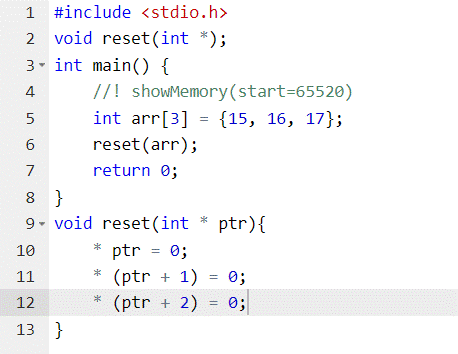 1 #include <stdio.h>
2 void reset(int *);
3 int main() {
4 //! showMemory(start=65520)
5 int arr[3] = {15, 16, 17};
6 reset(arr);
7 return 0;
8 }
9 void reset(int * ptr){
10 * ptr = 0;
11 * (ptr + 1) = 0;
12 * (ptr + 2) = 0;
13 }